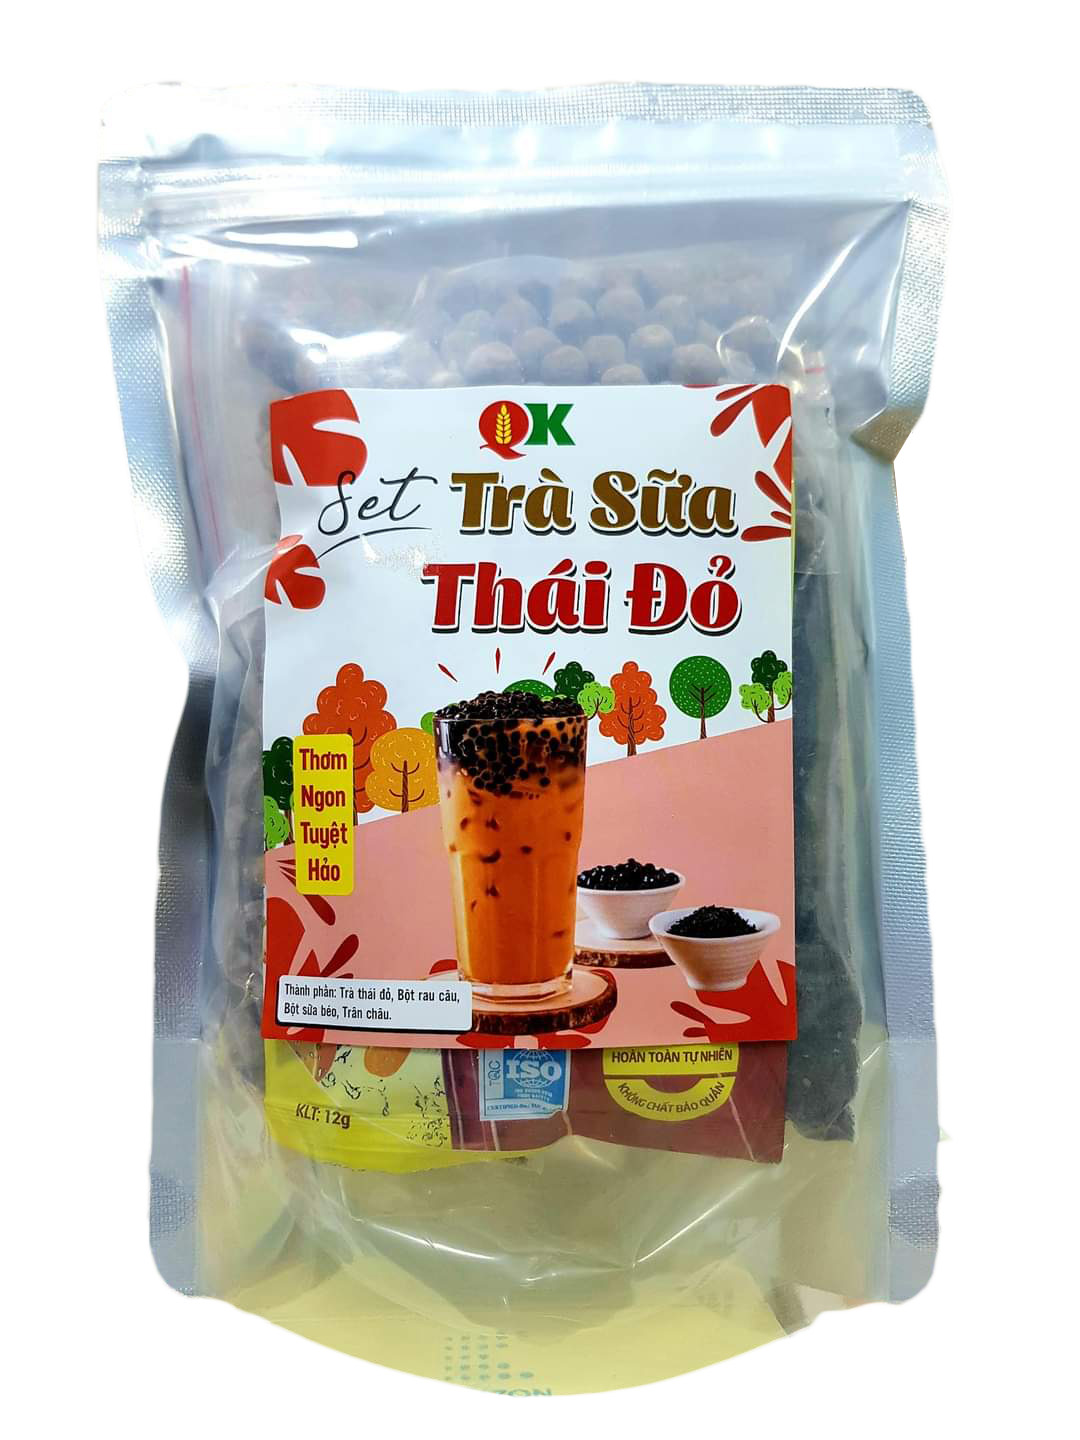 QK
Set Trà Sữa
Thái Đỏ
Thơm
Ngon
Tuyệt
Hảo
Thành phần: Trà thái đỏ, Bột rau câu,
Bột sữa béo, Trân châu.
TQC
ISO
HOÀN TOÀN TỰ NHIÊN
KHÔNG CHẤT BẢO QUẢN
KLT: 12g